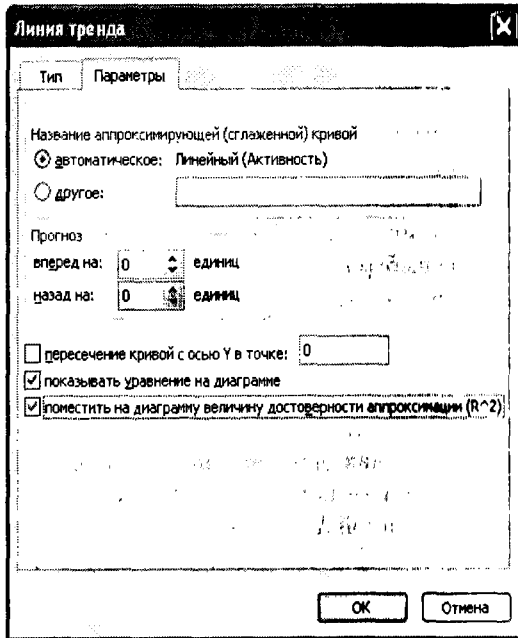 Линия тренда
Тип Параметры
Название аппроксимирующей (сглаженной) кривой
автоматическое: Линейный (Активность)
другое:
Прогноз
вперед на: 0 единиц
назад на: 0 единиц
пересечение кривой с осью Y в точке: 0
показывать уравнение на диаграмме
поместить на диаграмму величину достоверности аппроксимации (R^2)
ОК Отмена